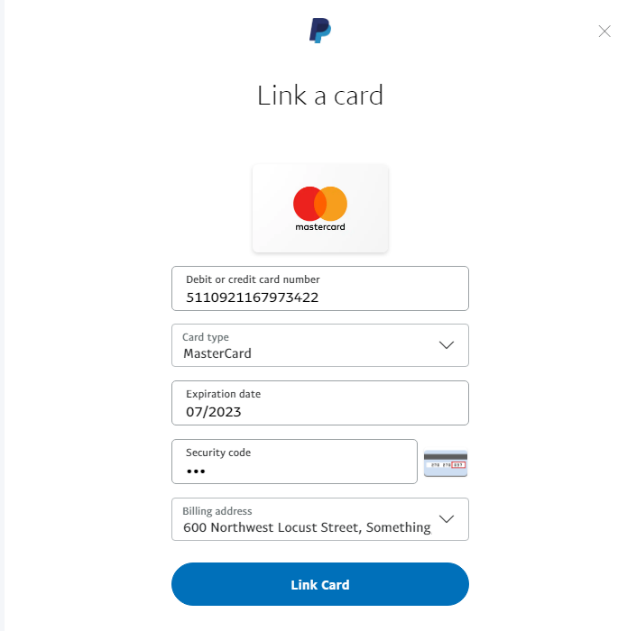 Link a card
mastercard
Debit or credit card number
5110921167973422
Card type
MasterCard
Expiration date
07/2023
Security code
•••
Billing address
600 Northwest Locust Street, Something
Link Card